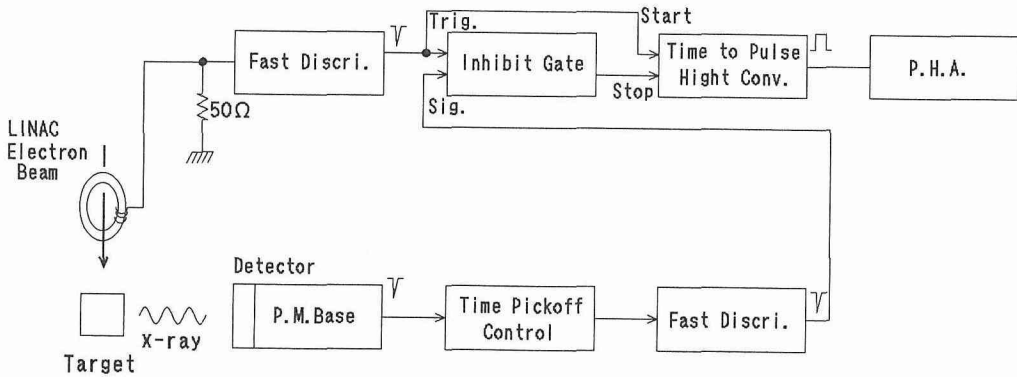 Trig.
Start
Fast Discri.
Inhibit Gate
Time to Pulse
Hight Conv.
P.H.A.
Stop
Sig.
50Ω
LINAC
Electron
Beam
Detector
P.M.Base
Time Pickoff
Control
Fast Discri.
X-ray
Target